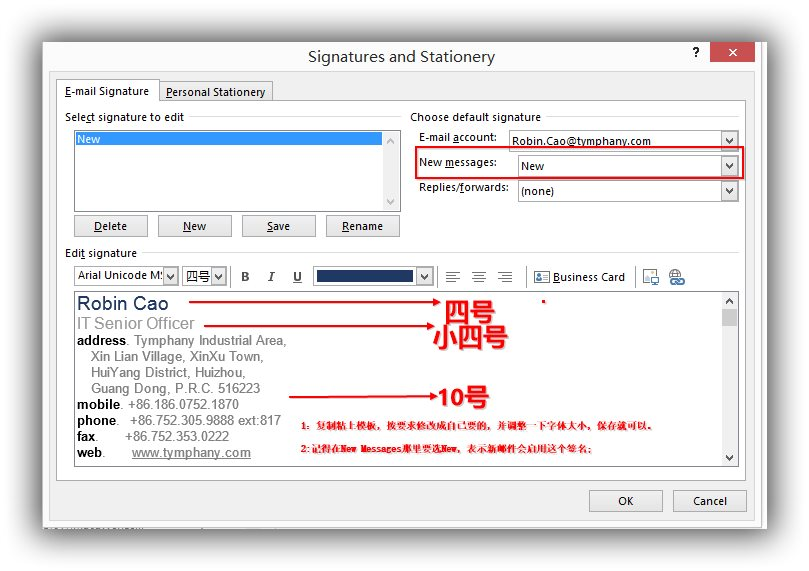 Signatures and Stationery
?
E-mail Signature
Personal Stationery
Select signature to edit
Choose default signature
New
E-mail account:
Robin.Cao@tymphany.com
New messages:
New
Replies/forwards:
(none)
Delete
New
Save
Rename
Edit signature
Arial Unicode MS
四号
B
I
U
Business Card
Robin Cao
四号
IT Senior Officer
小四号
address. Tymphany Industrial Area,
Xin Lian Village, XinXu Town,
HuiYang District, Huizhou,
Guang Dong, P.R.C. 516223
10号
mobile. +86.186.0752.1870
phone. +86.752.305.9888 ext:817
fax. +86.752.353.0222
web. www.tymphany.com
1：复制粘上模板，按要求修改成自己要的，并调整一下字体大小，保存就可以。
2:记得在New Messages那里要选New，表示新邮件会启用这个签名;
OK
Cancel